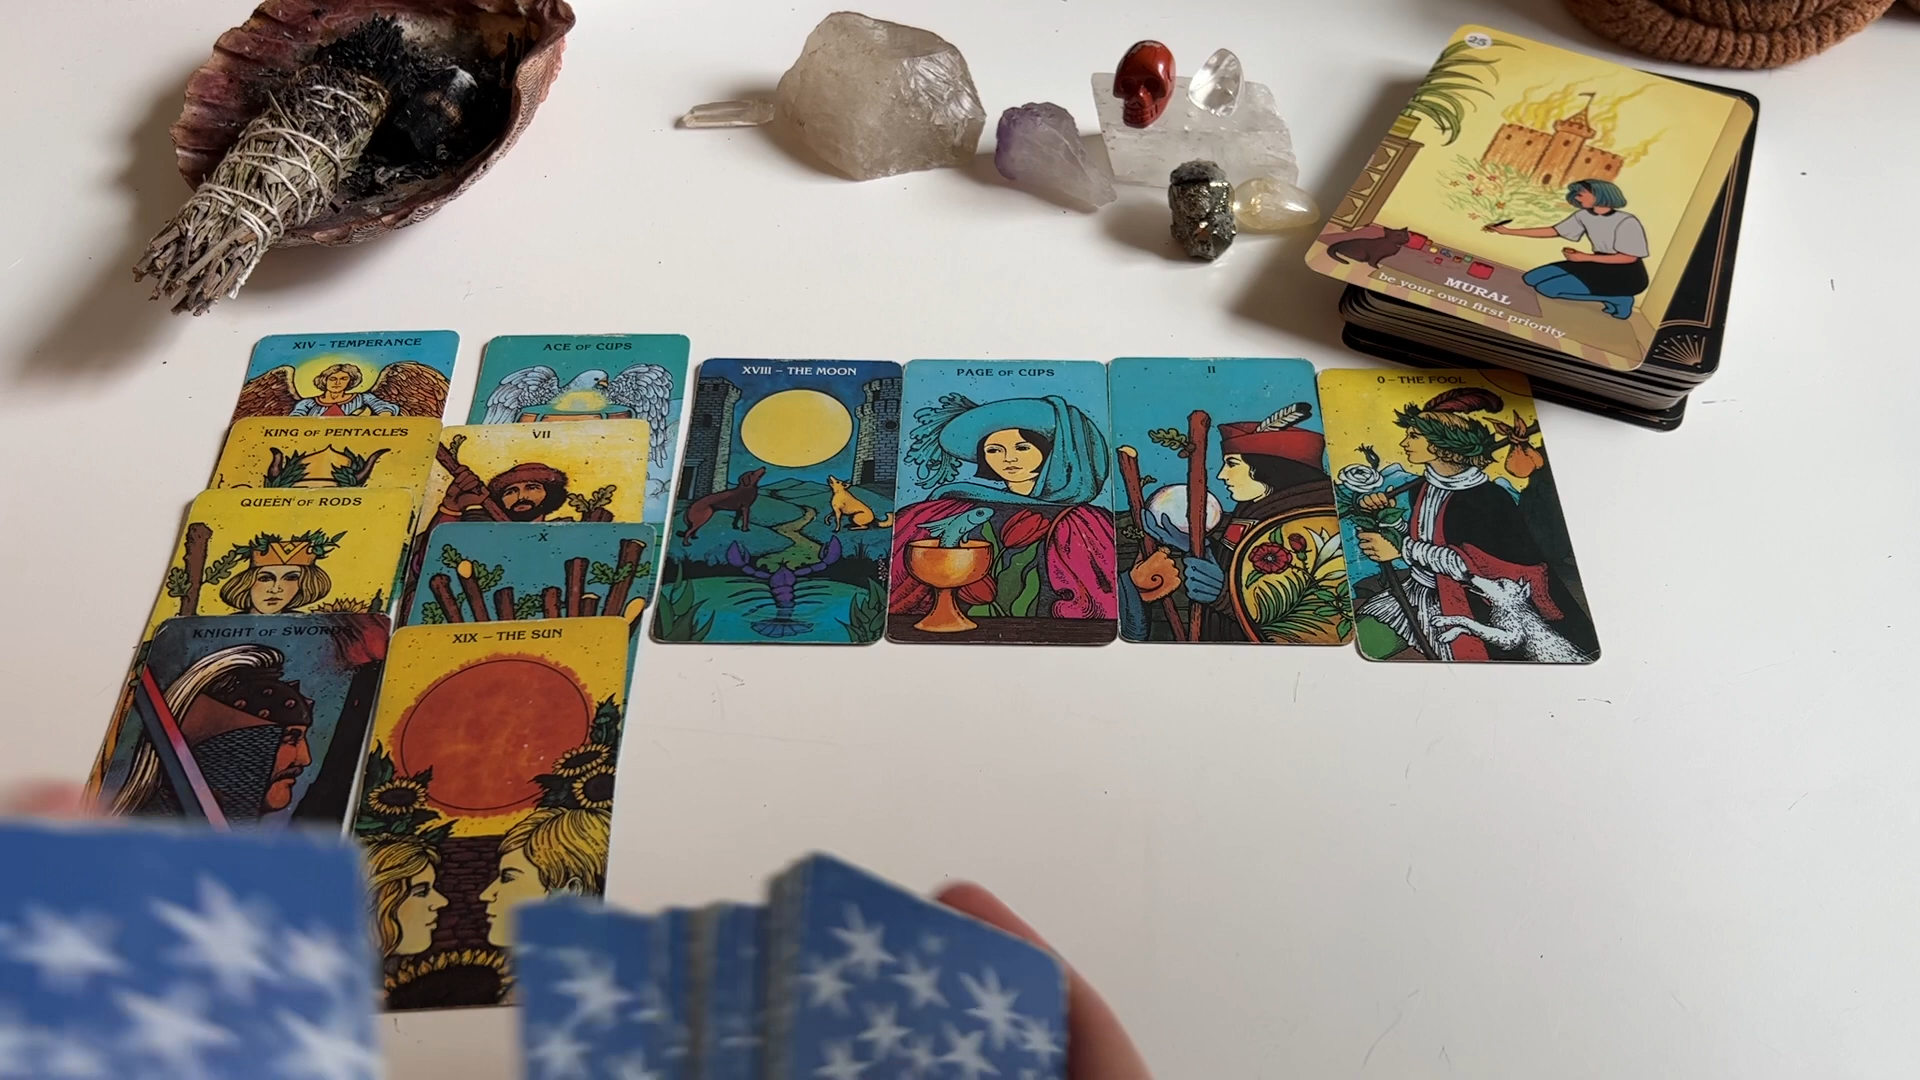 25
MURAL
be your own first priority
XIV – TEMPERANCE
ACE OF CUPS
XVIII – THE MOON
PAGE OF CUPS
II
0 – THE FOOL
KING OF PENTACLES
VII
QUEEN OF RODS
X
KNIGHT OF SWORDS
XIX – THE SUN